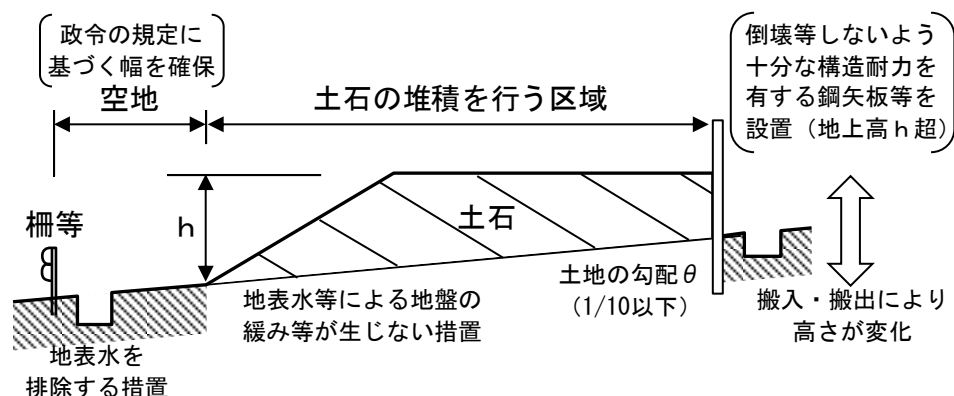 政令の規定に
基づく幅を確保
空地
土石の堆積を行う区域
倒壊等しないよう
十分な構造耐力を
有する鋼矢板等を
設置（地上高ｈ超）
柵等
ｈ
土石
土地の勾配θ
（1/10以下）
地表水等による地盤の
緩み等が生じない措置
搬入・搬出により
高さが変化
地表水を
排除する措置